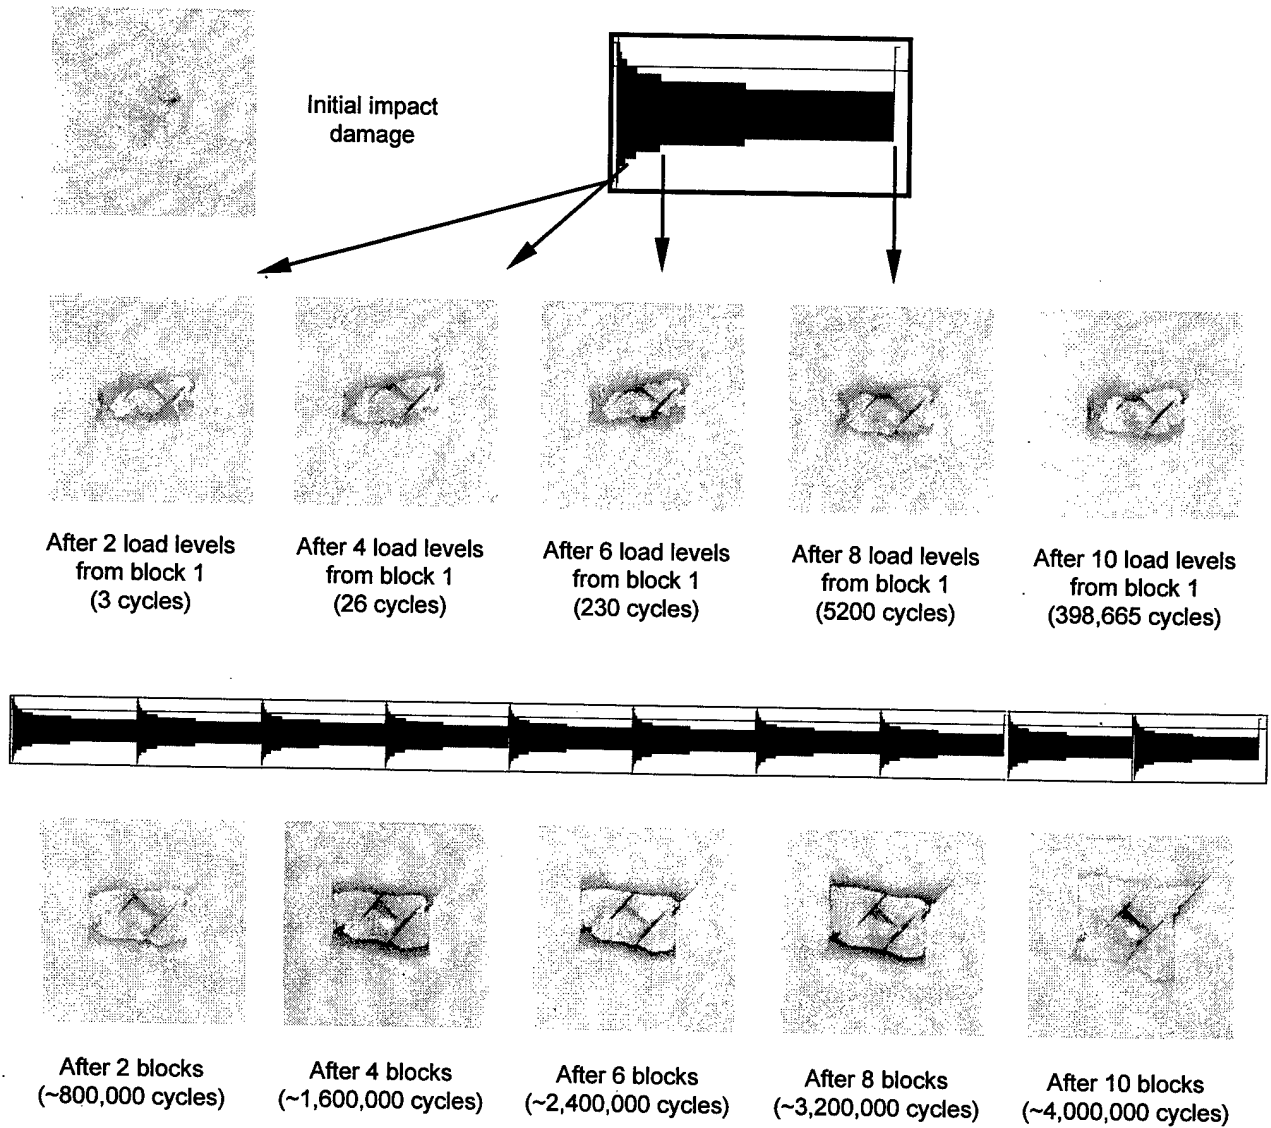 Initial impact
damage
After 2 load levels
from block 1
(3 cycles)
After 4 load levels
from block 1
(26 cycles)
After 6 load levels
from block 1
(230 cycles)
After 8 load levels
from block 1
(5200 cycles)
After 10 load levels
from block 1
(398,665 cycles)
After 2 blocks
(~800,000 cycles)
After 4 blocks
(~1,600,000 cycles)
After 6 blocks
(~2,400,000 cycles)
After 8 blocks
(~3,200,000 cycles)
After 10 blocks
(~4,000,000 cycles)